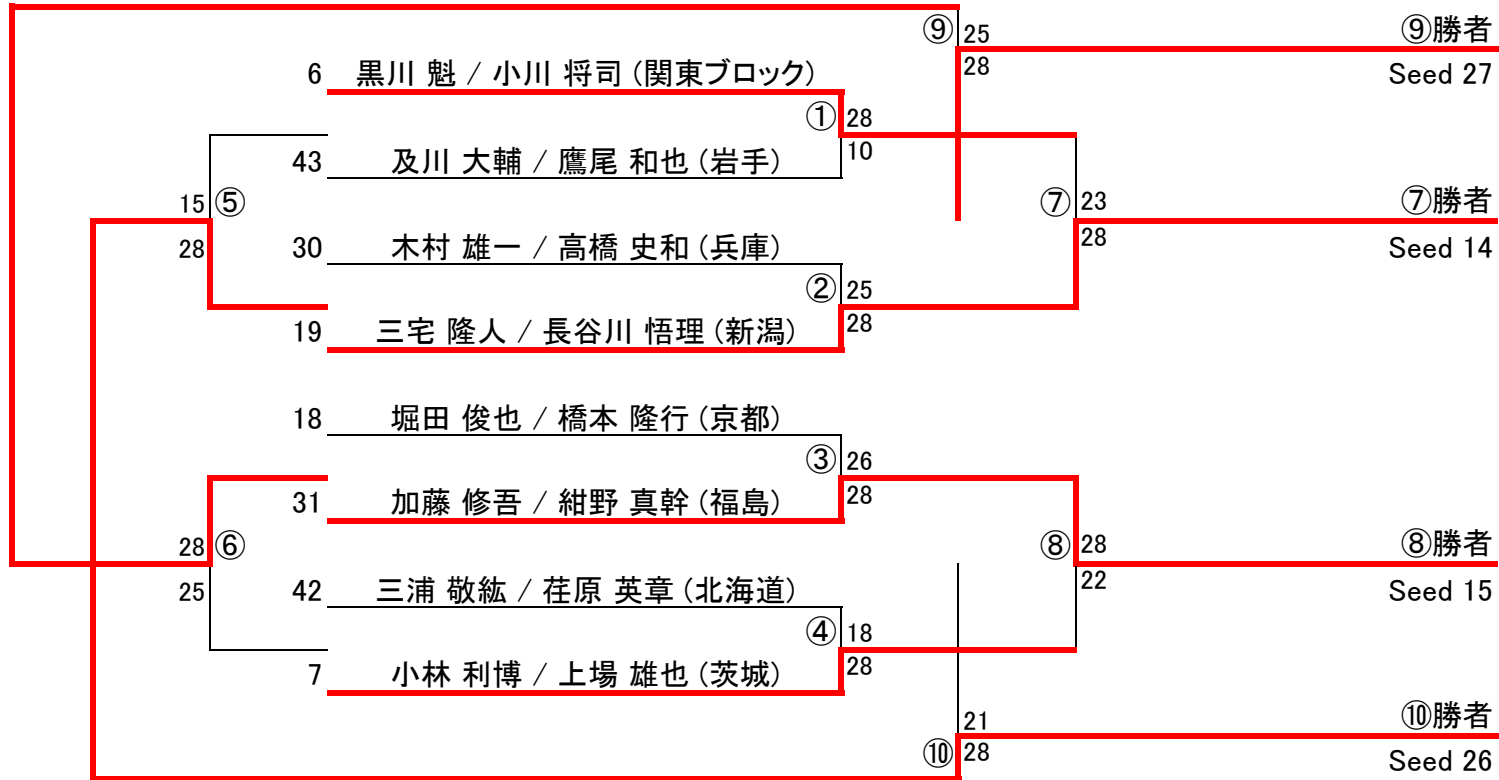 ⑨ 25 ⑨勝者
6 黒川 魁 / 小川 将司 (関東ブロック) 28 Seed 27
① 28
43 及川 大輔 / 鷹尾 和也 (岩手) 10
15 ⑤ ⑦ 23 ⑦勝者
28 30 木村 雄一 / 高橋 史和 (兵庫) 28 Seed 14
② 25
19 三宅 隆人 / 長谷川 悟理 (新潟) 28
18 堀田 俊也 / 橋本 隆行 (京都)
③ 26
31 加藤 修吾 / 紺野 真幹 (福島) 28
28 ⑥ ⑧ 28 ⑧勝者
25 42 三浦 敬紘 / 荏原 英章 (北海道) 22 Seed 15
④ 18
7 小林 利博 / 上場 雄也 (茨城) 28
21 ⑩勝者
⑩ 28 Seed 26